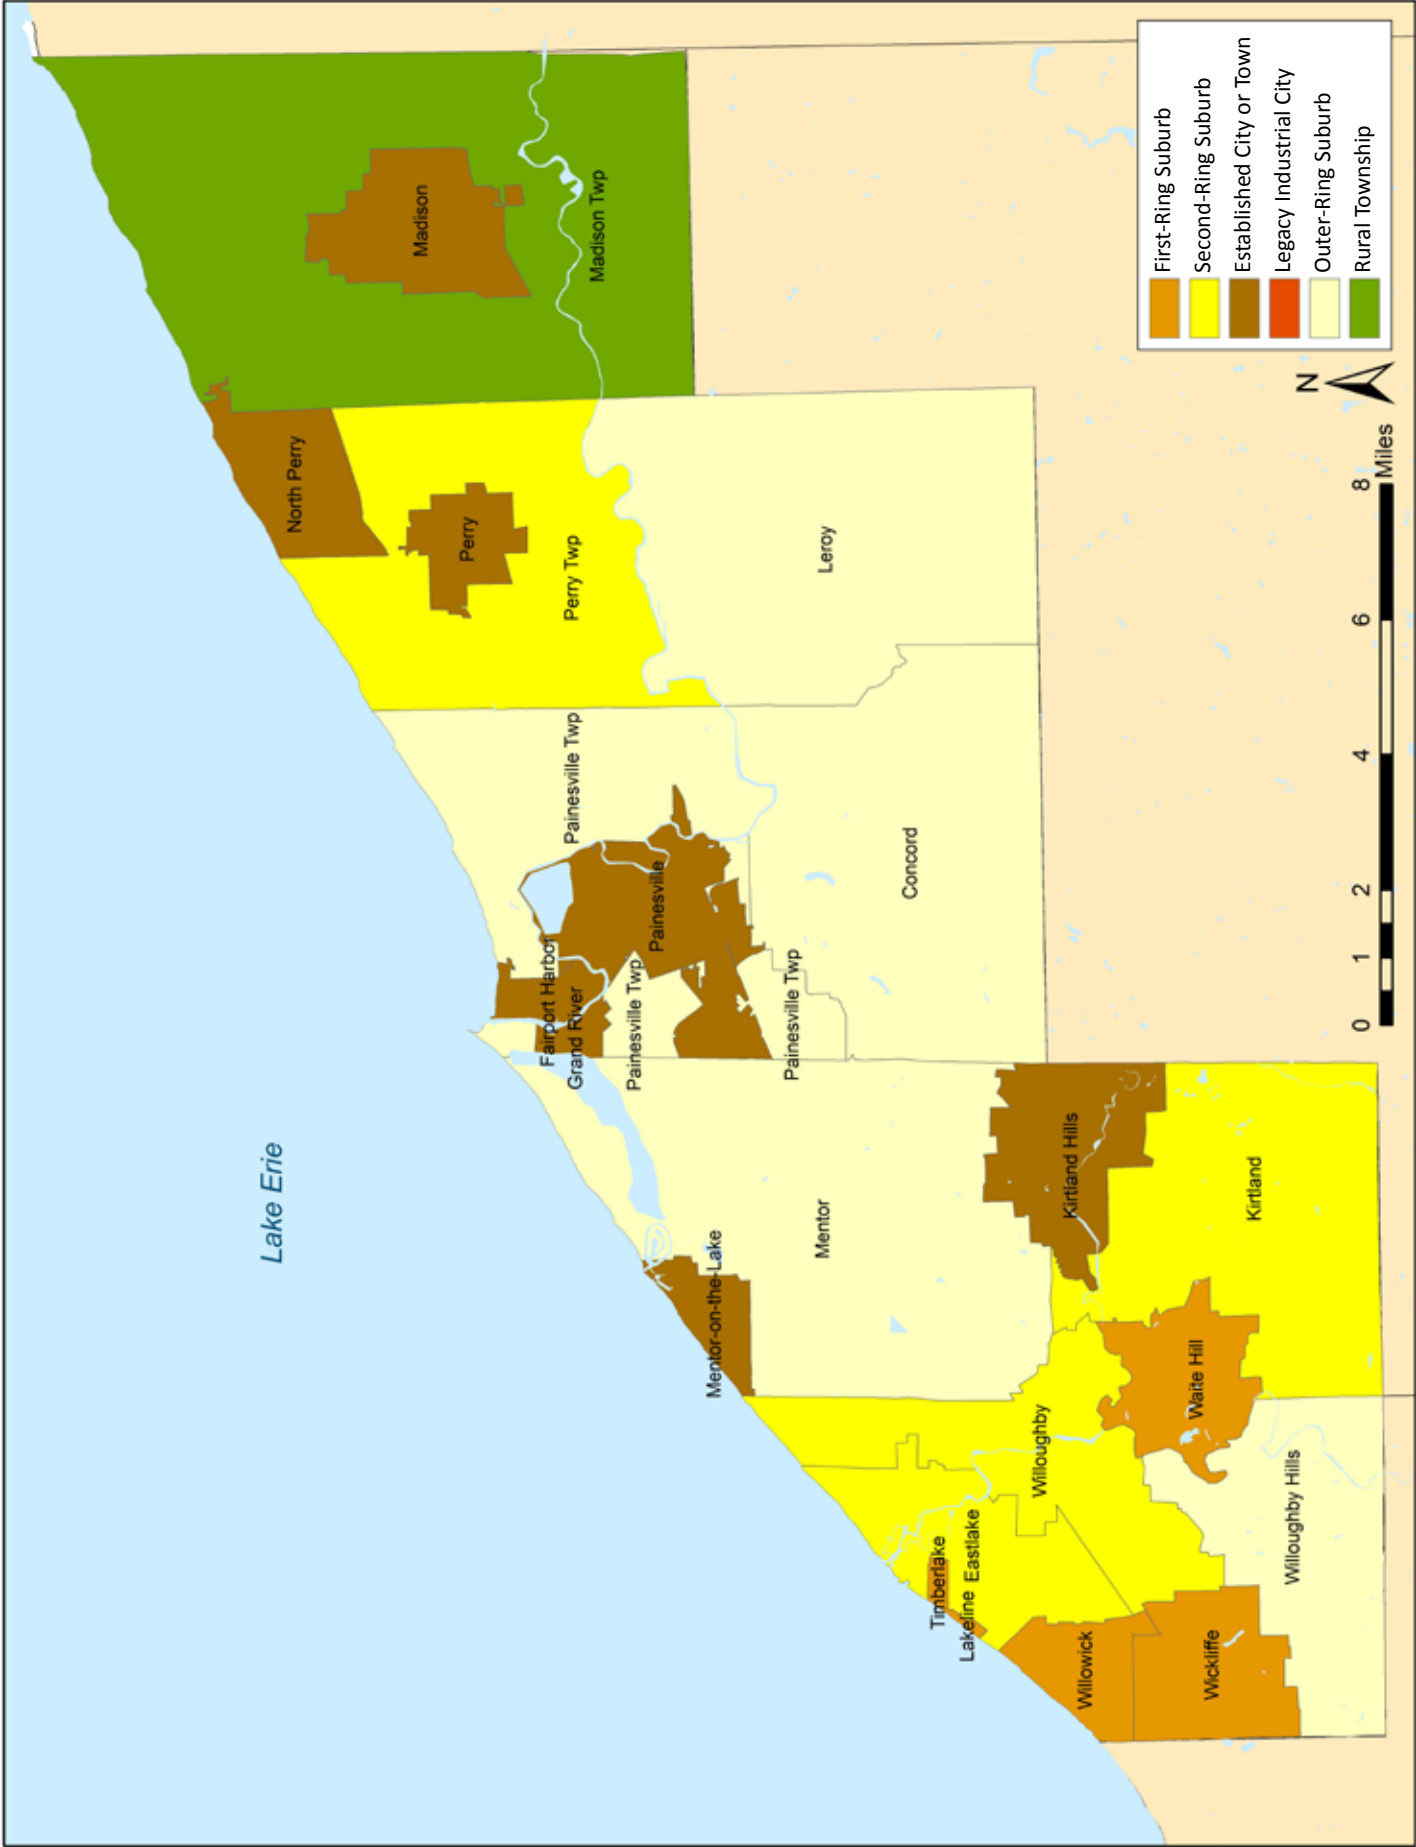 Lake Erie
Madison
Madison Twp
North Perry
Perry
Perry Twp
Leroy
Painesville Twp
Painesville
Fairport Harbor
Grand River
Painesville Twp
Painesville Twp
Concord
Mentor-on-the-Lake
Mentor
Kirtland Hills
Kirtland
Waite Hill
Willoughby
Willoughby Hills
Timberlake
Lakeline
Eastlake
Willowick
Wickliffe
First-Ring Suburb
Second-Ring Suburb
Established City or Town
Legacy Industrial City
Outer-Ring Suburb
Rural Township
N
0 1 2 4 6 8
Miles